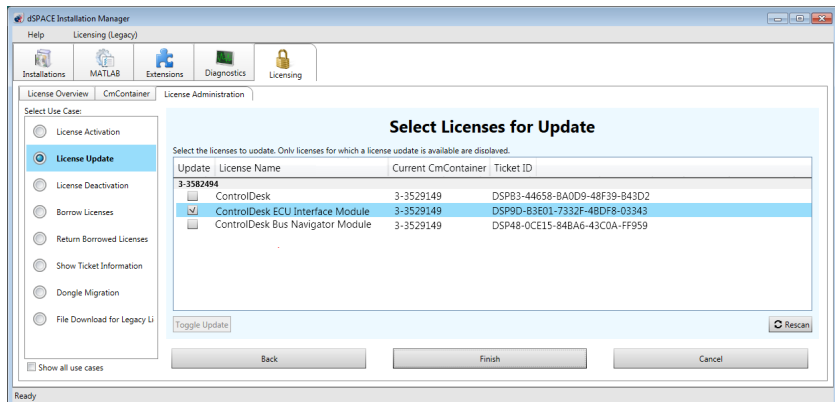 dSPACE Installation Manager
Help Licensing (Legacy)
Installations MATLAB Extensions Diagnostics Licensing
License Overview CmContainer License Administration
Select Use Case:
License Activation
License Update
License Deactivation
Borrow Licenses
Return Borrowed Licenses
Show Ticket Information
Dongle Migration
File Download for Legacy Li
Show all use cases
Select Licenses for Update
Select the licenses to update. Only licenses for which a license update is available are displayed.
Update License Name Current CmContainer Ticket ID
3-3582494
ControlDesk 3-3529149 DSPB3-44658-BA0D9-48F39-B43D2
ControlDesk ECU Interface Module 3-3529149 DSP9D-B3E01-7332F-4BDF8-03343
ControlDesk Bus Navigator Module 3-3529149 DSP48-0CE15-84BA6-43C0A-FF959
Toggle Update Rescan
Back Finish Cancel
Ready